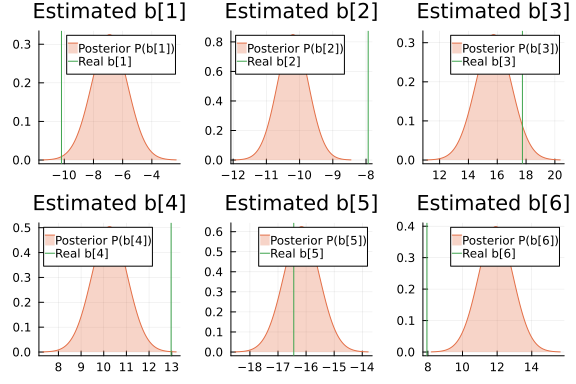 Estimated b[1]
Posterior P(b[1])
Real b[1]
0.3
0.2
0.1
0.0
−10 −8 −6 −4
Estimated b[2]
Posterior P(b[2])
Real b[2]
0.8
0.6
0.4
0.2
0.0
−12 −11 −10 −9 −8
Estimated b[3]
Posterior P(b[3])
Real b[3]
0.3
0.2
0.1
0.0
12 14 16 18 20
Estimated b[4]
Posterior P(b[4])
Real b[4]
0.5
0.4
0.3
0.2
0.1
0.0
8 9 10 11 12 13
Estimated b[5]
Posterior P(b[5])
Real b[5]
0.6
0.5
0.4
0.3
0.2
0.1
0.0
−18 −17 −16 −15 −14
Estimated b[6]
Posterior P(b[6])
Real b[6]
0.4
0.3
0.2
0.1
0.0
8 10 12 14